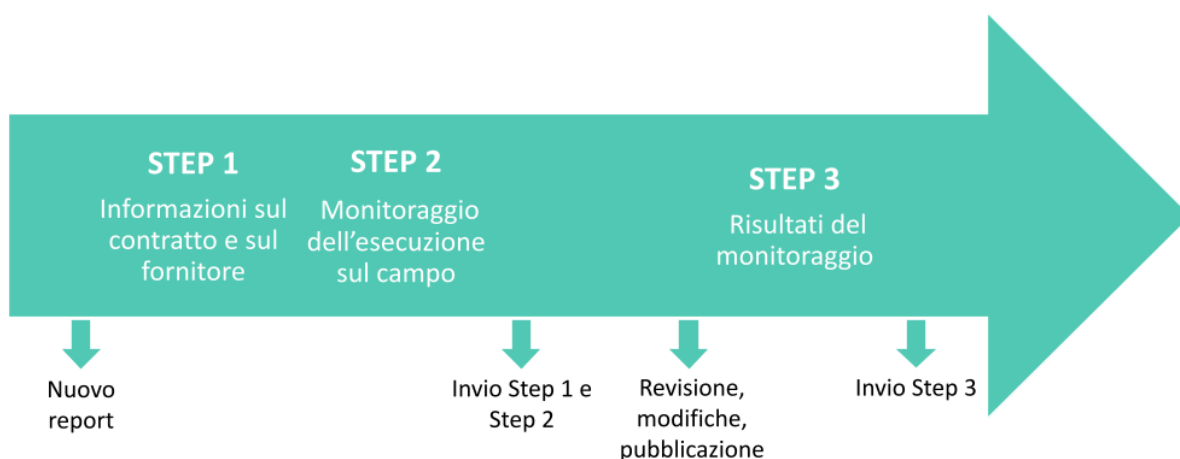 STEP 1
Informazioni sul
contratto e sul
fornitore
STEP 2
Monitoraggio
dell’esecuzione
sul campo
STEP 3
Risultati del
monitoraggio
Nuovo
report
Invio Step 1 e
Step 2
Revisione,
modifiche,
pubblicazione
Invio Step 3